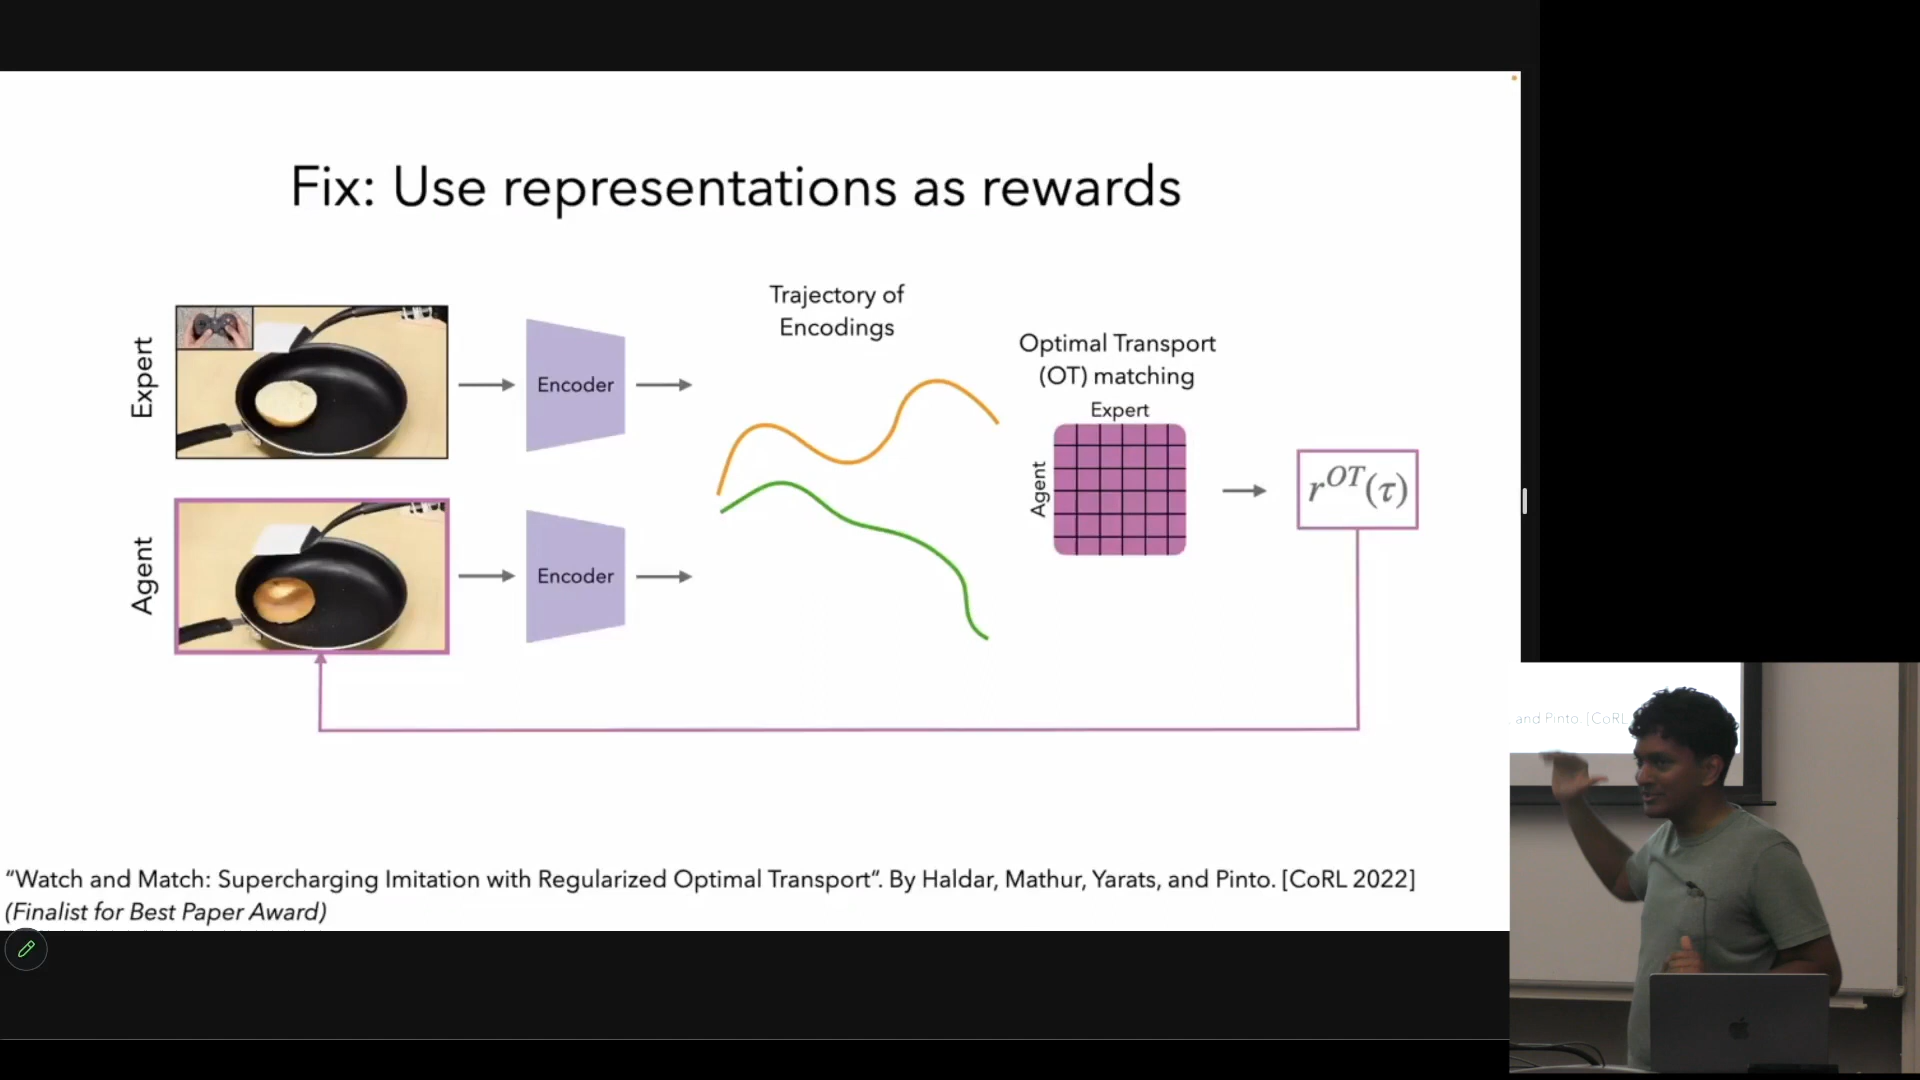 Fix: Use representations as rewards
Trajectory of
Encodings
Optimal Transport
(OT) matching
Expert
Encoder
Expert
Agent
r^{OT}(τ)
Agent
Encoder
"Watch and Match: Supercharging Imitation with Regularized Optimal Transport". By Haldar, Mathur, Yarats, and Pinto. [CoRL 2022]
(Finalist for Best Paper Award)
and Pinto. [CoRL